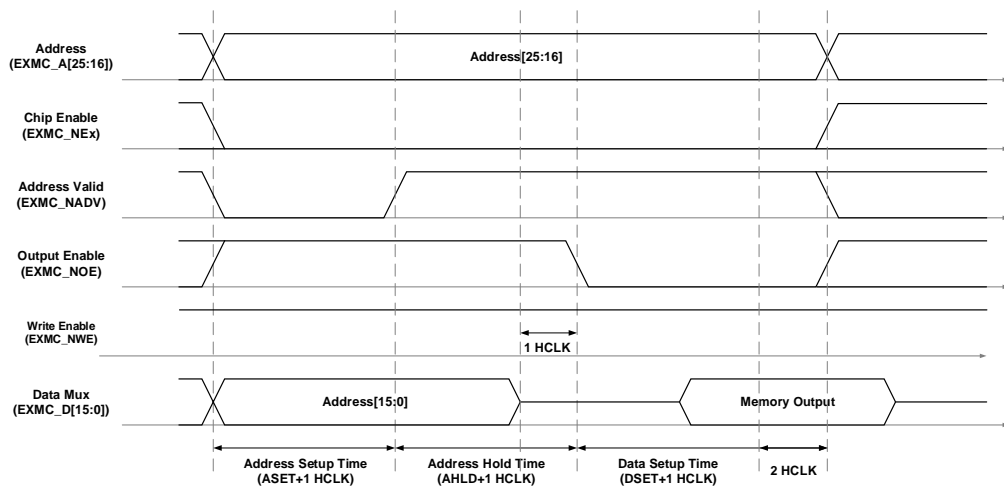 Address
(EXMC_A[25:16])
Address[25:16]
Chip Enable
(EXMC_NEx)
Address Valid
(EXMC_NADV)
Output Enable
(EXMC_NOE)
Write Enable
(EXMC_NWE)
1 HCLK
Data Mux
(EXMC_D[15:0])
Address[15:0]
Memory Output
Address Setup Time
(ASET+1 HCLK)
Address Hold Time
(AHLD+1 HCLK)
Data Setup Time
(DSET+1 HCLK)
2 HCLK